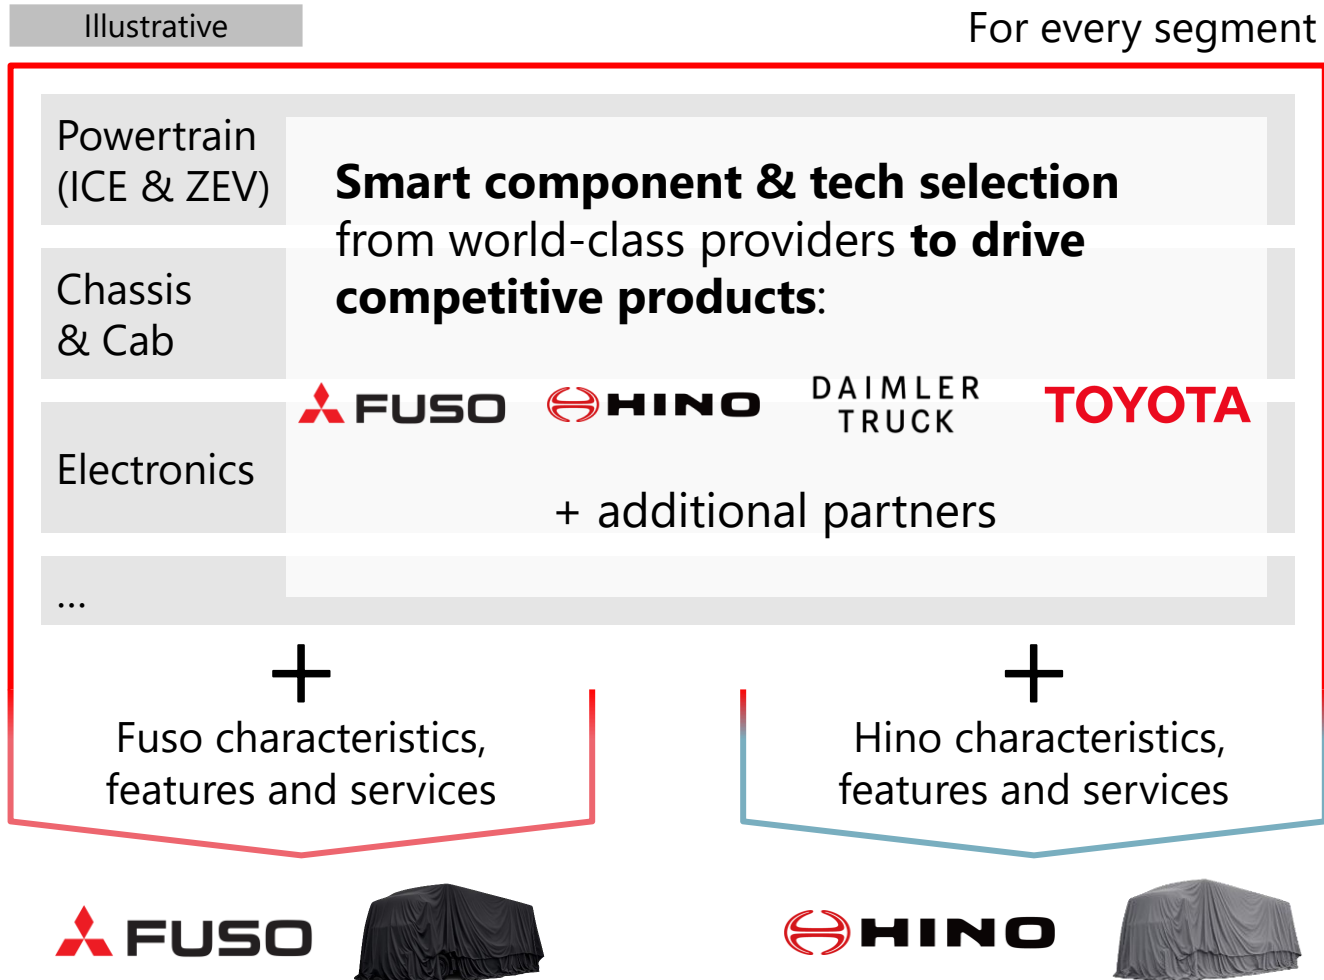 Illustrative
For every segment
Powertrain
(ICE & ZEV)
Smart component & tech selection
from world-class providers to drive
competitive products:
Chassis
& Cab
FUSO
HINO
DAIMLER
TRUCK
TOYOTA
Electronics
+ additional partners
...
+
+
Fuso characteristics,
features and services
Hino characteristics,
features and services
FUSO
HINO